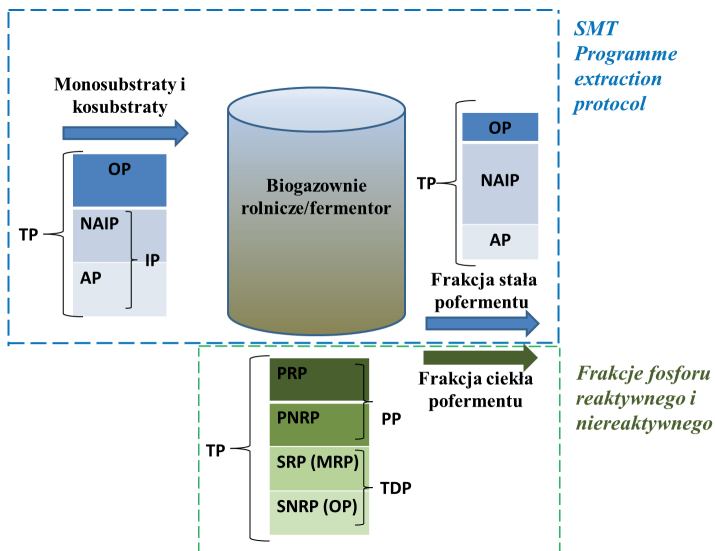 SMT
Programme
extraction
protocol
Monosubstraty i
kosubstraty
OP
NAIP
AP
TP
IP
Biogazownie
rolnicze/fermentor
OP
NAIP
AP
TP
Frakcja stała
pofermentu
Frakcja ciekła
pofermentu
PRP
PNRP
SRP (MRP)
SNRP (OP)
TP
PP
TDP
Frakcje fosforu
reaktywnego i
niereaktywnego